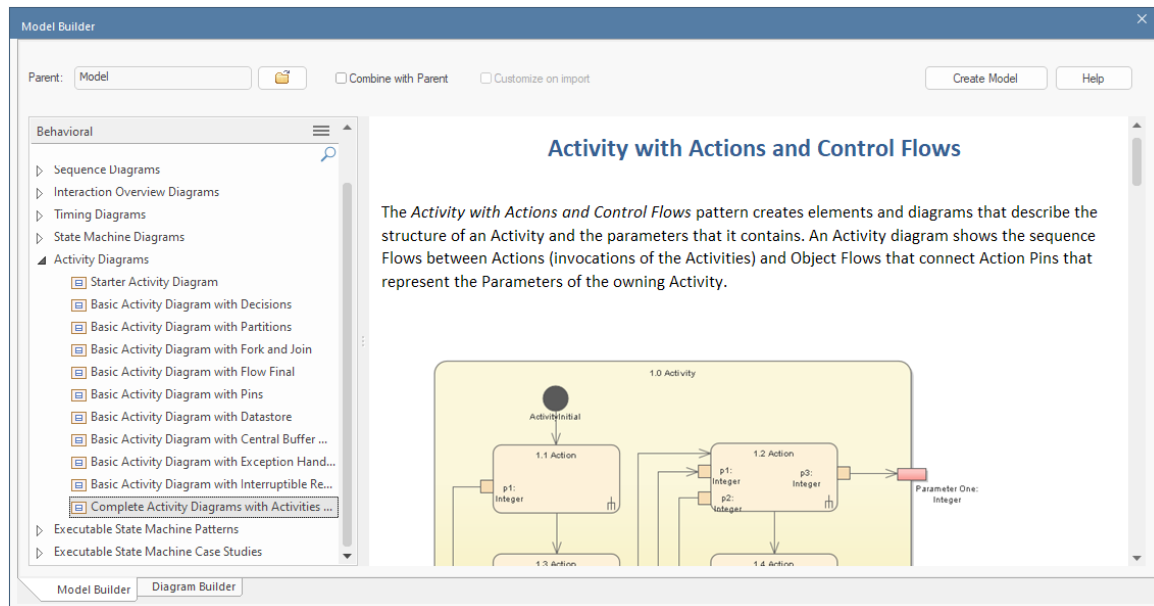 Model Builder
Parent: Model Combine with Parent Customize on import Create Model Help
Behavioral
Sequence Diagrams
Interaction Overview Diagrams
Timing Diagrams
State Machine Diagrams
Activity Diagrams
Starter Activity Diagram
Basic Activity Diagram with Decisions
Basic Activity Diagram with Partitions
Basic Activity Diagram with Fork and Join
Basic Activity Diagram with Flow Final
Basic Activity Diagram with Pins
Basic Activity Diagram with Datastore
Basic Activity Diagram with Central Buffer ...
Basic Activity Diagram with Exception Hand...
Basic Activity Diagram with Interruptible Re...
Complete Activity Diagrams with Activities ...
Executable State Machine Patterns
Executable State Machine Case Studies
Activity with Actions and Control Flows
The Activity with Actions and Control Flows pattern creates elements and diagrams that describe the
structure of an Activity and the parameters that it contains. An Activity diagram shows the sequence
Flows between Actions (invocations of the Activities) and Object Flows that connect Action Pins that
represent the Parameters of the owning Activity.
1.0 Activity
ActivityInitial
1.1 Action
p1:
Integer
1.2 Action
p1:
Integer
p2:
Integer
p3:
Integer
Parameter One:
Integer
1.3 Action
1.4 Action
Model Builder
Diagram Builder